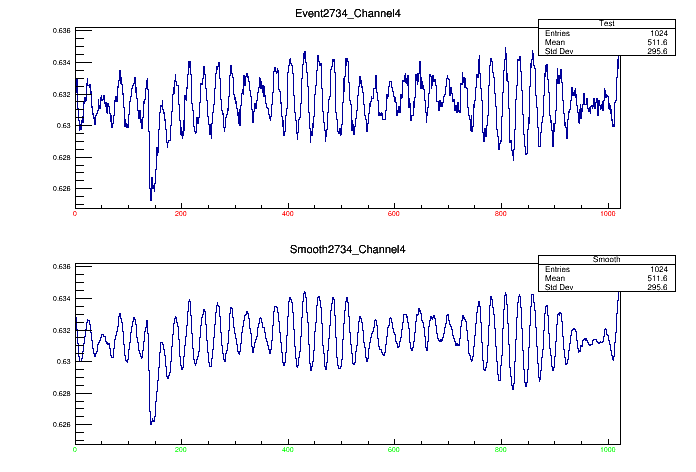 Event2734_Channel4
Test
Entries 1024
Mean 511.6
Std Dev 295.6
0.636
0.634
0.632
0.63
0.628
0.626
0 200 400 600 800 1000
Smooth2734_Channel4
Smooth
Entries 1024
Mean 511.6
Std Dev 295.6
0.636
0.634
0.632
0.63
0.628
0.626
0 200 400 600 800 1000